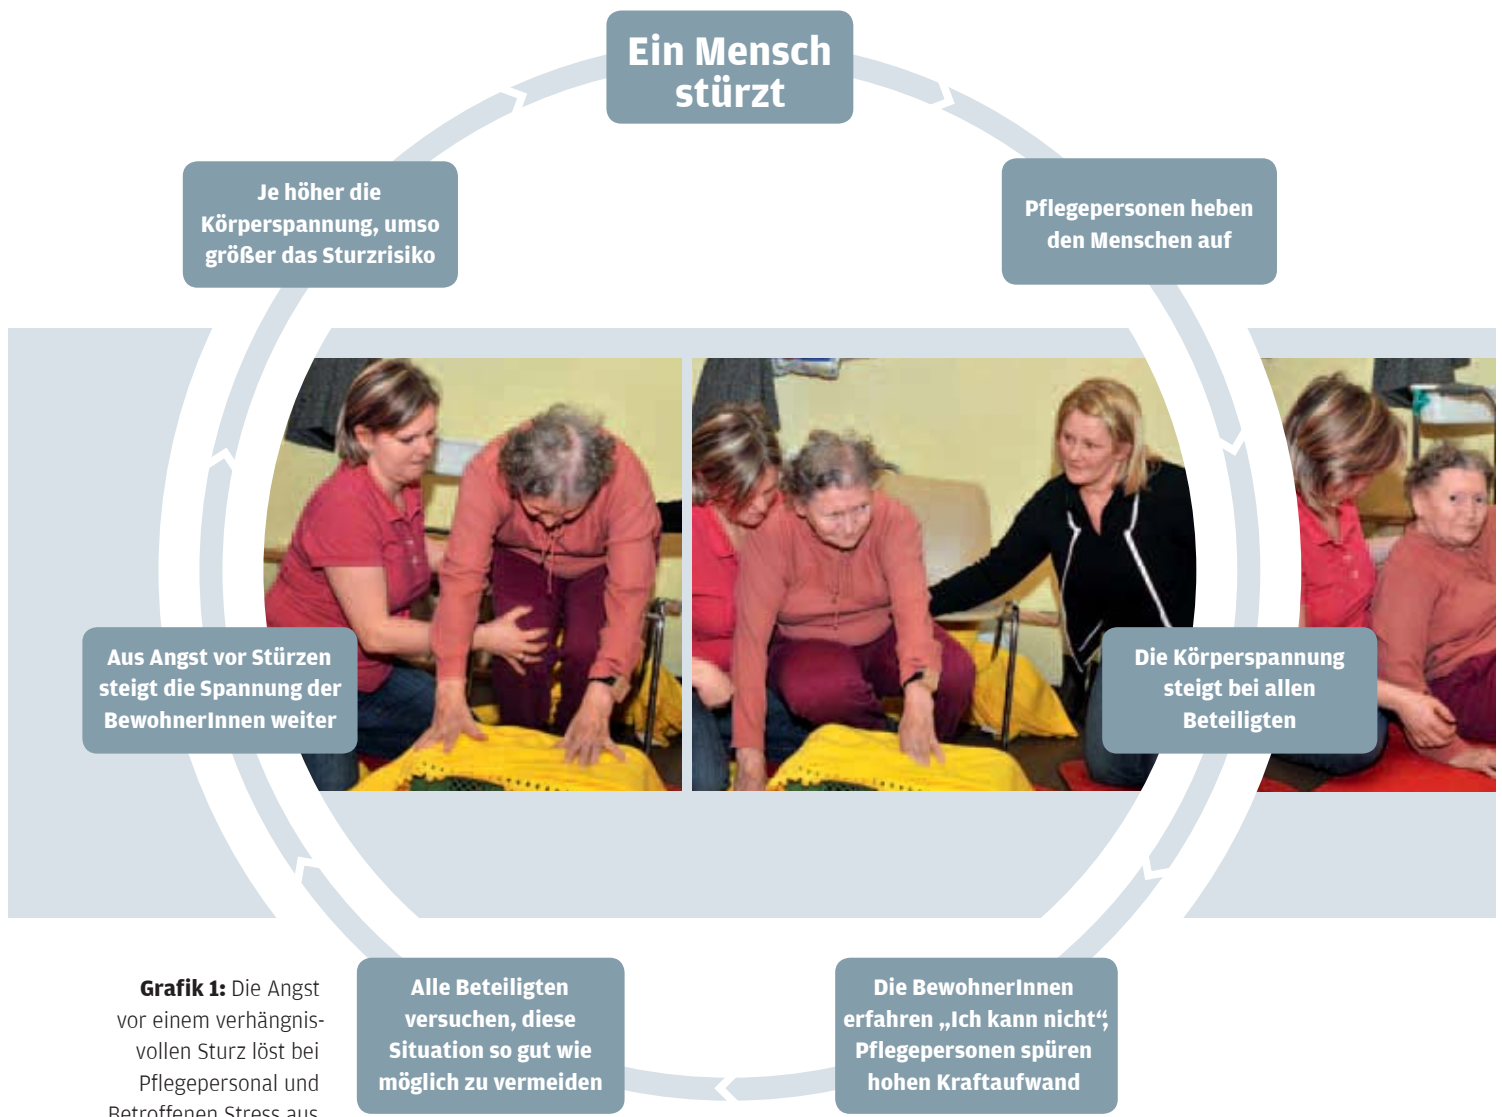 Ein Mensch
stürzt
Pflegepersonen heben
den Menschen auf
Die Körperspannung
steigt bei allen
Beteiligten
Die BewohnerInnen
erfahren „Ich kann nicht“,
Pflegepersonen spüren
hohen Kraftaufwand
Alle Beteiligten
versuchen, diese
Situation so gut wie
möglich zu vermeiden
Aus Angst vor Stürzen
steigt die Spannung der
BewohnerInnen weiter
Je höher die
Körperspannung, umso
größer das Sturzrisiko
Grafik 1: Die Angst
vor einem verhängnis-
vollen Sturz löst bei
Pflegepersonal und
Betroffenen Stress aus